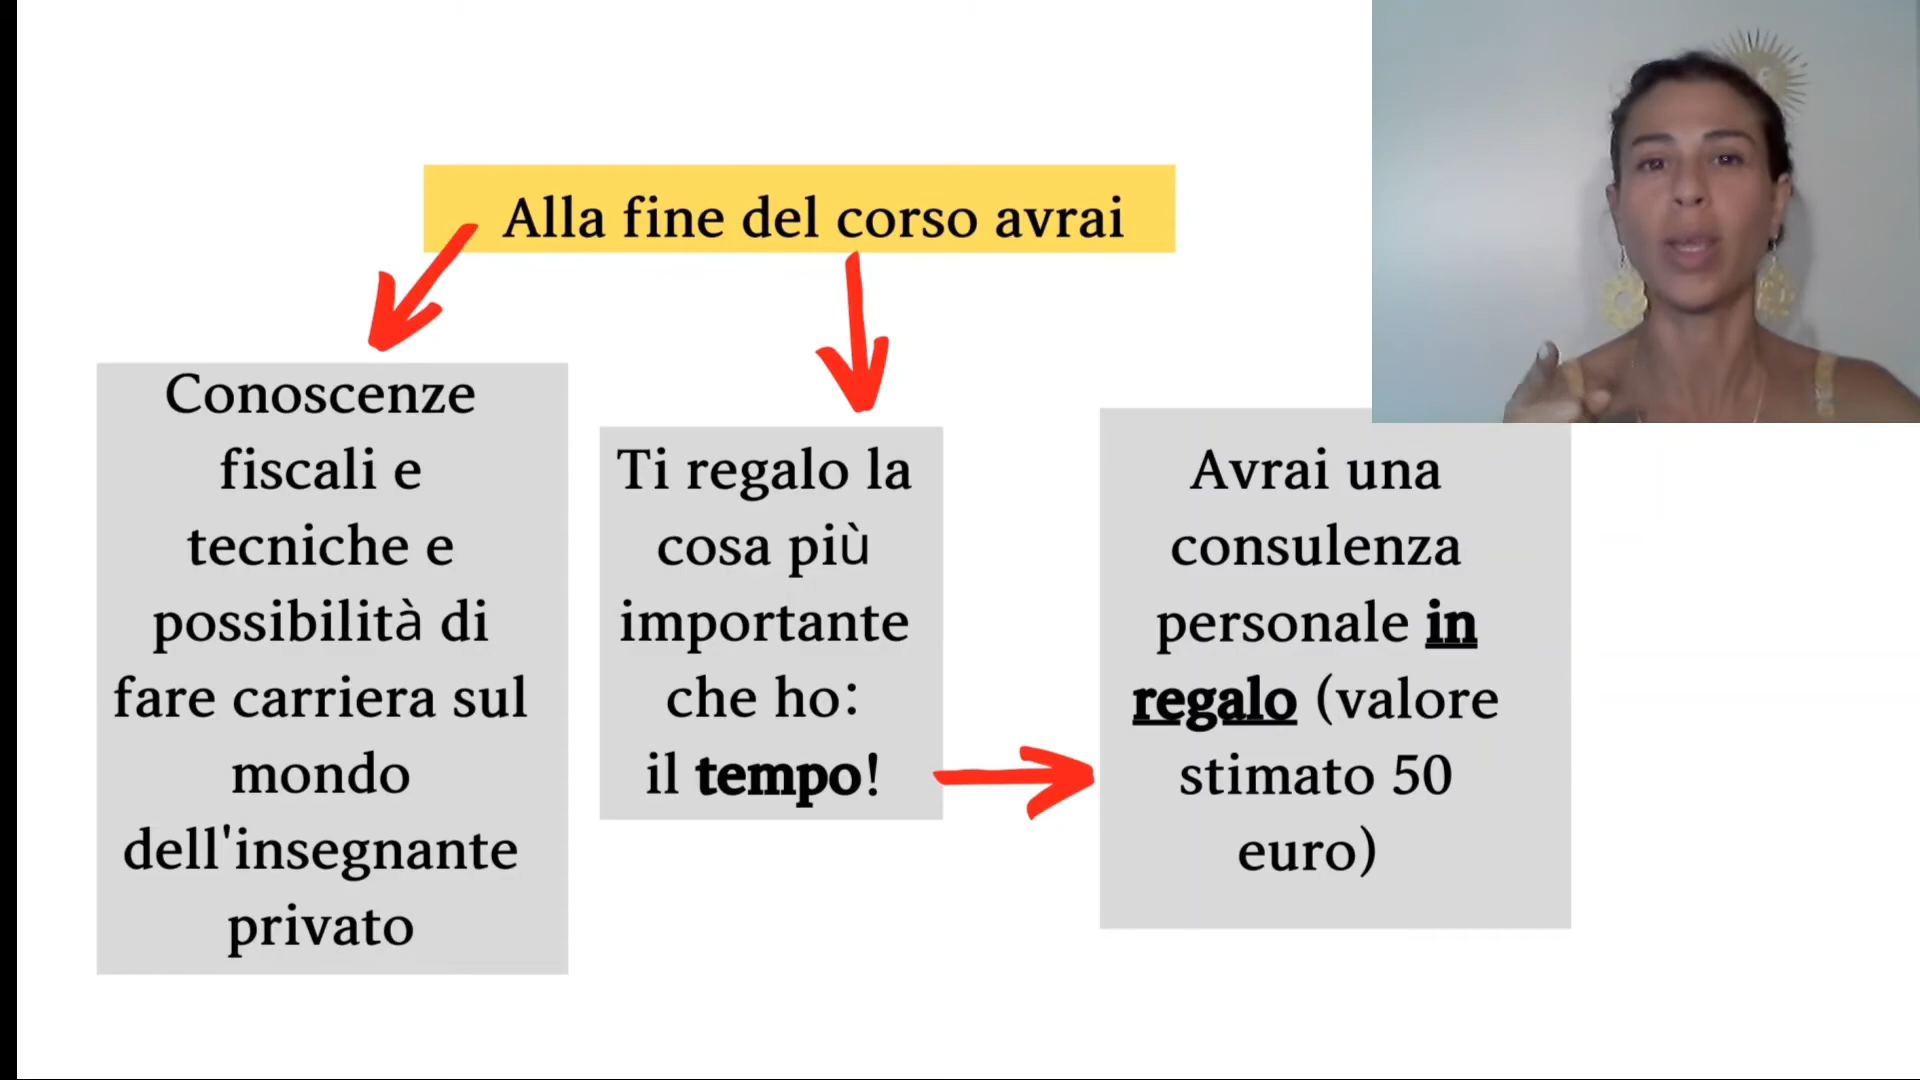 Alla fine del corso avrai
Conoscenze
fiscali e
tecniche e
possibilità di
fare carriera sul
mondo
dell'insegnante
privato
Ti regalo la
cosa più
importante
che ho:
il tempo!
Avrai una
consulenza
personale in
regalo (valore
stimato 50
euro)